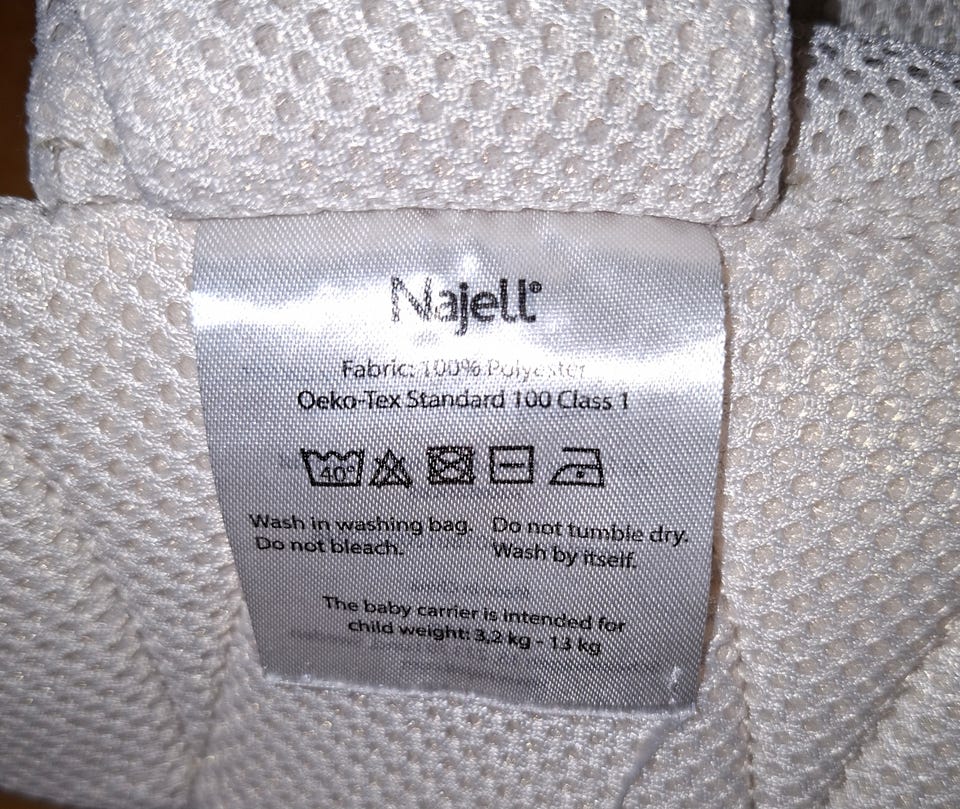 Najell®
Fabric: 100% Polyester
Oeko-Tex Standard 100 Class 1
40°
Wash in washing bag. Do not tumble dry.
Do not bleach. Wash by itself.
The baby carrier is intended for
child weight: 3,2 kg - 13 kg